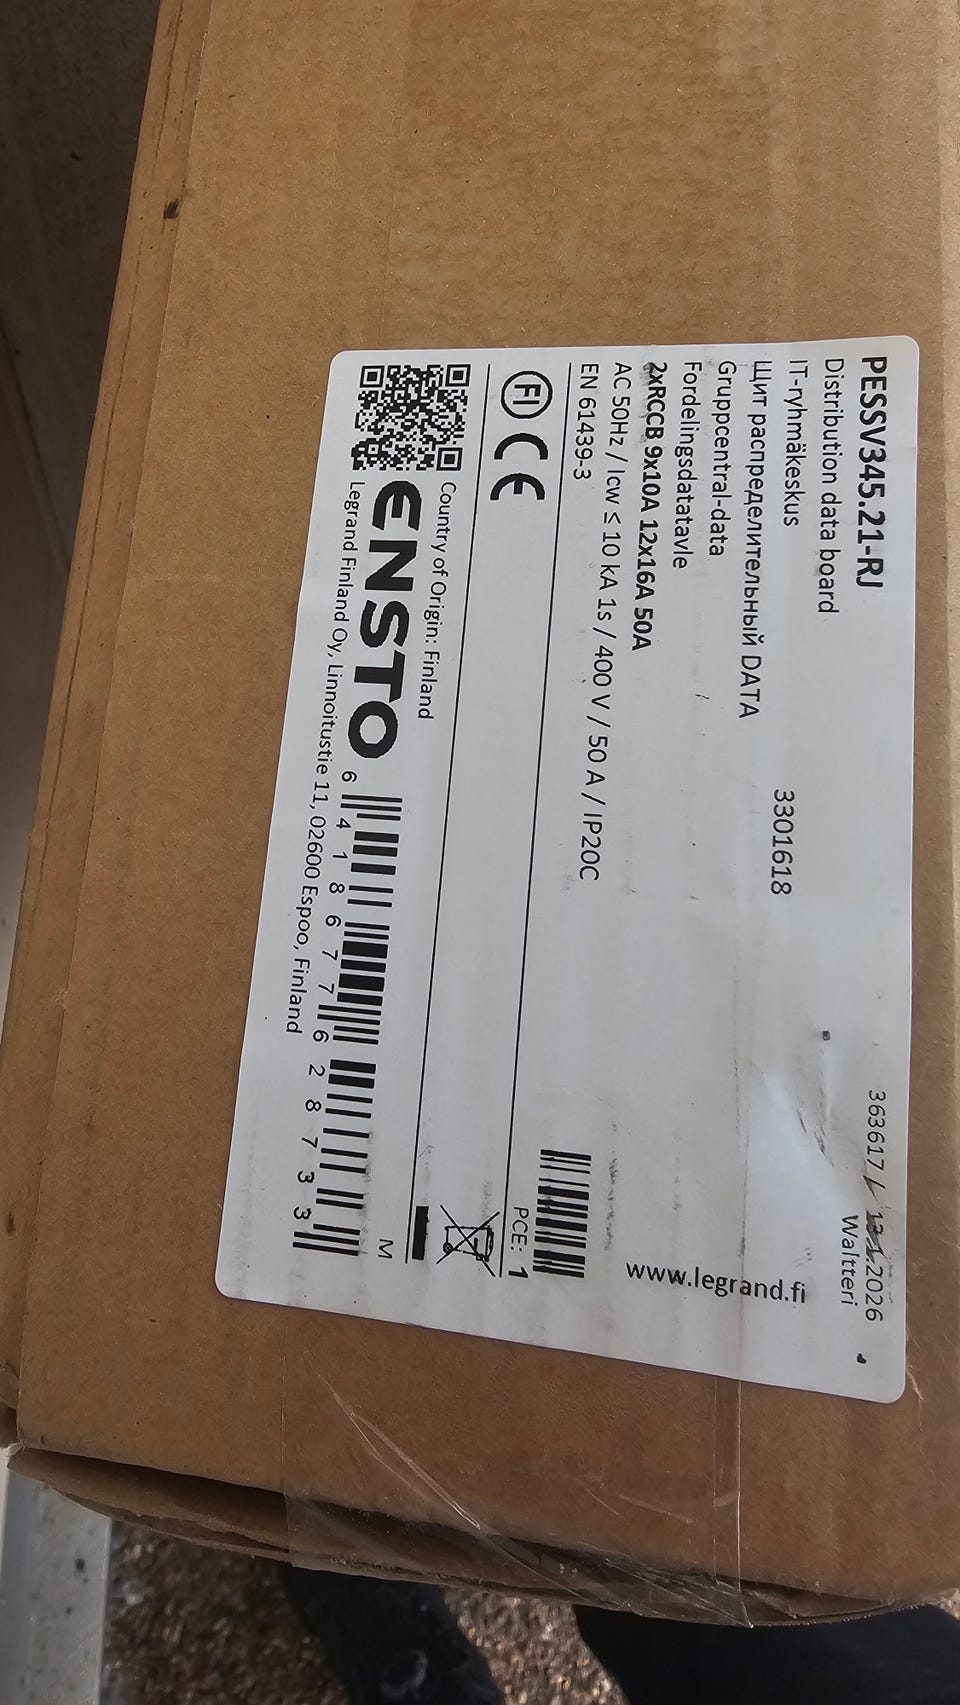 PESSV345.21-RJ
363617 / 13.1.2026
Distribution data board
Waltteri
IT-ryhmäkeskus
3301618
Щит распределительный DATA
Gruppcentral-data
Fordelingsdatatavle
www.legrand.fi
2xRCCB 9x10A 12x16A 50A
AC 50Hz / Icw ≤ 10 kA 1s / 400 V / 50 A / IP20C
EN 61439-3
PCE: 1
FI CE
Country of Origin: Finland
M
ENSTO
Legrand Finland Oy, Linnoitustie 11, 02600 Espoo, Finland
6 418677 628733